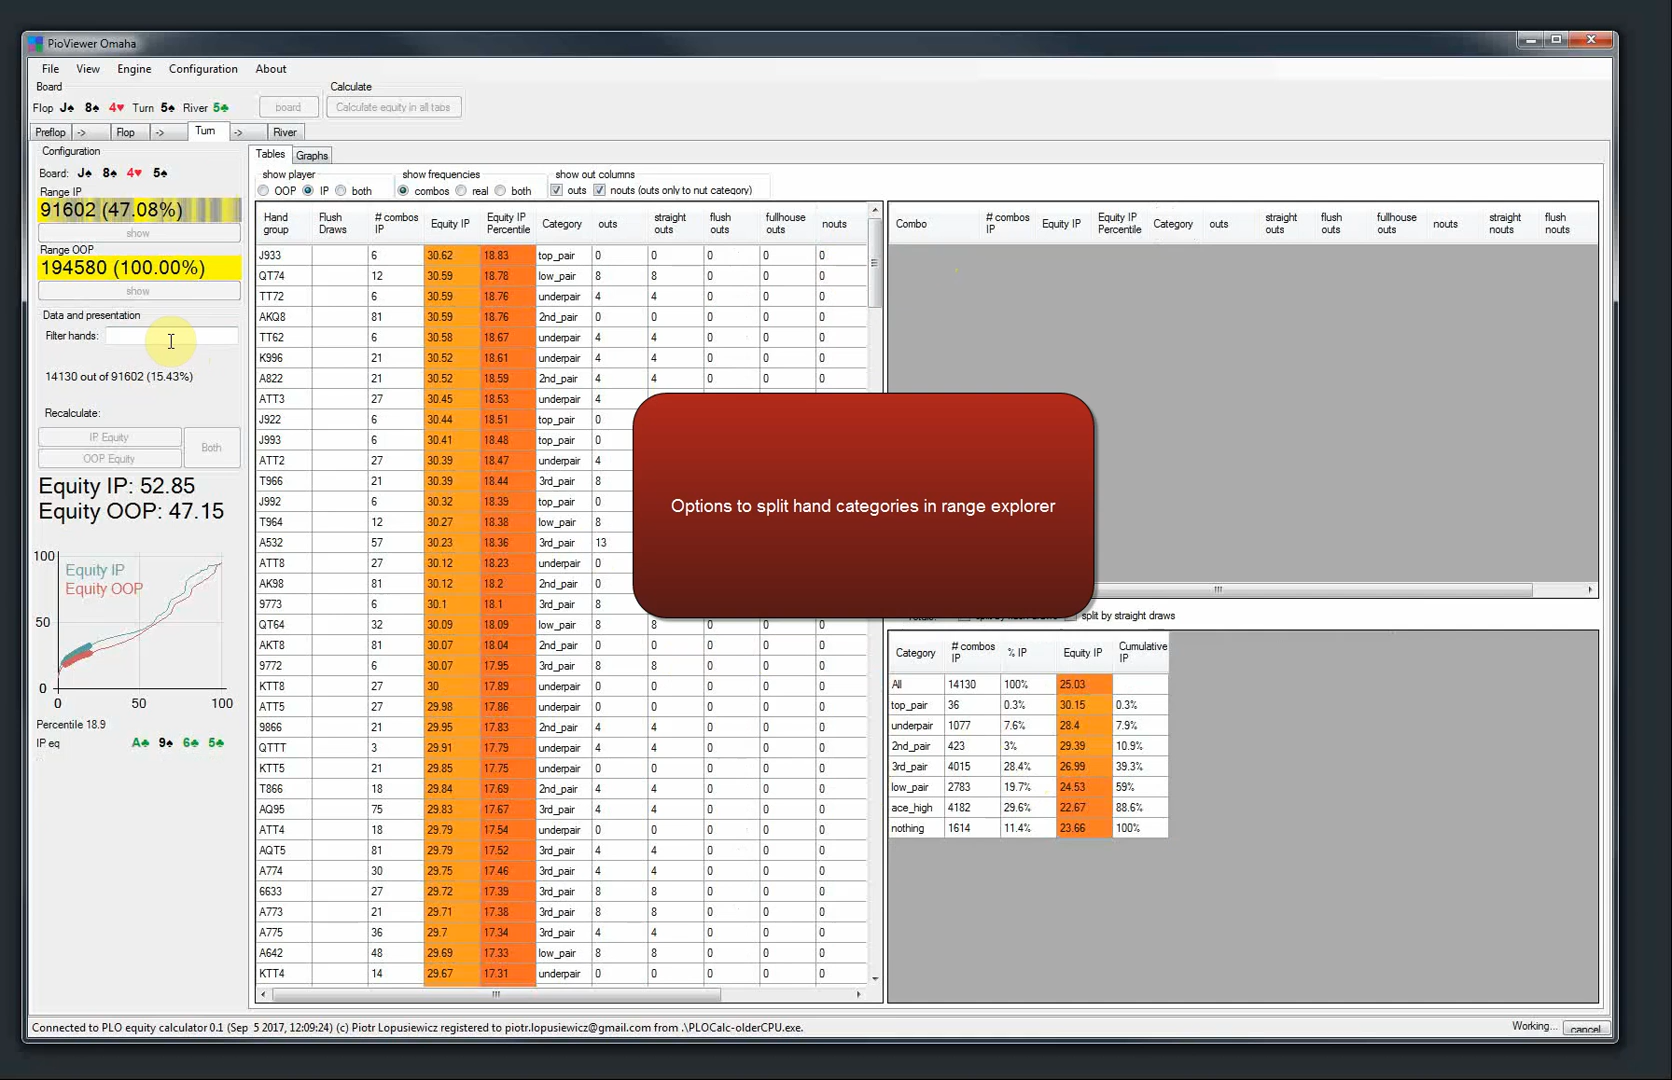 PioViewer Omaha
File View Engine Configuration About
Board Calculate
Flop J♠ 8♠ 4♥ Turn 5♠ River 5♣ board Calculate equity in all tabs
Preflop -> Flop -> Turn -> River
Configuration
Board: J♠ 8♠ 4♥ 5♠
Range IP
91602 (47.08%)
show
Range OOP
194580 (100.00%)
show
Data and presentation
Filter hands:
14130 out of 91602 (15.43%)
Recalculate:
IP Equity
OOP Equity
Both
Equity IP: 52.85
Equity OOP: 47.15
100
Equity IP
Equity OOP
50
0
0 50 100
Percentile 18.9
IP eq A♣ 9♠ 6♣ 5♣
Tables Graphs
show player show frequencies show out columns
OOP IP both combos real both outs nouts (outs only to nut category)
Hand group Flush Draws # combos IP Equity IP Equity IP Percentile Category outs straight outs flush outs fullhouse outs nouts
J933 6 30.62 18.83 top_pair 0 0 0 0 0
QT74 12 30.59 18.78 low_pair 8 8 0 0 0
TT72 6 30.59 18.76 underpair 4 4 0 0 0
AKQ8 81 30.59 18.76 2nd_pair 0 0 0 0 0
TT62 6 30.58 18.67 underpair 4 4 0 0 0
K996 21 30.52 18.61 underpair 4 4 0 0 0
A822 21 30.52 18.59 2nd_pair 4 4 0 0 0
ATT3 27 30.45 18.53 underpair 4
J922 6 30.44 18.51 top_pair 0
J993 6 30.41 18.48 top_pair 0
ATT2 27 30.39 18.47 underpair 4
T966 21 30.39 18.44 3rd_pair 8
J992 6 30.32 18.39 top_pair 0
T964 12 30.27 18.38 low_pair 8
A532 57 30.23 18.36 3rd_pair 13
ATT8 27 30.12 18.23 underpair 0
AK98 81 30.12 18.2 2nd_pair 0
9773 6 30.1 18.1 3rd_pair 8
QT64 32 30.09 18.09 low_pair 8 8 0 0 0
AKT8 81 30.07 18.04 2nd_pair 0 0 0 0 0
9772 6 30.07 17.95 3rd_pair 8 8 0 0 0
KTT8 27 30 17.89 underpair 0 0 0 0 0
ATT5 27 29.98 17.86 underpair 0 0 0 0 0
9866 21 29.95 17.83 2nd_pair 4 4 0 0 0
QTTT 3 29.91 17.79 underpair 0 0 0 0 0
KTT5 21 29.85 17.75 underpair 0 0 0 0 0
T866 18 29.84 17.69 2nd_pair 4 4 0 0 0
AQ95 75 29.83 17.67 3rd_pair 4 4 0 0 0
ATT4 18 29.79 17.54 underpair 0 0 0 0 0
AQT5 81 29.79 17.52 3rd_pair 4 4 0 0 0
A774 30 29.75 17.46 3rd_pair 4 4 0 0 0
6633 27 29.72 17.39 3rd_pair 8 8 0 0 0
A773 21 29.71 17.38 3rd_pair 8 8 0 0 0
A775 36 29.7 17.34 3rd_pair 4 4 0 0 0
A642 48 29.69 17.33 low_pair 8 8 0 0 0
KTT4 14 29.67 17.31 underpair 0 0 0 0 0
Combo # combos IP Equity IP Equity IP Percentile Category outs straight outs flush outs fullhouse outs nouts straight nouts flush nouts
Options to split hand categories in range explorer
split by straight draws
Category # combos IP % IP Equity IP Cumulative IP
All 14130 100% 25.03
top_pair 36 0.3% 30.15 0.3%
underpair 1077 7.6% 28.4 7.9%
2nd_pair 423 3% 29.39 10.9%
3rd_pair 4015 28.4% 26.99 39.3%
low_pair 2783 19.7% 24.53 59%
ace_high 4182 29.6% 22.67 88.6%
nothing 1614 11.4% 23.66 100%
Connected to PLO equity calculator 0.1 (Sep 5 2017, 12:09:24) (c) Piotr Lopusiewicz registered to piotr.lopusiewicz@gmail.com from .\PLOCalc-olderCPU.exe. Working... cancel